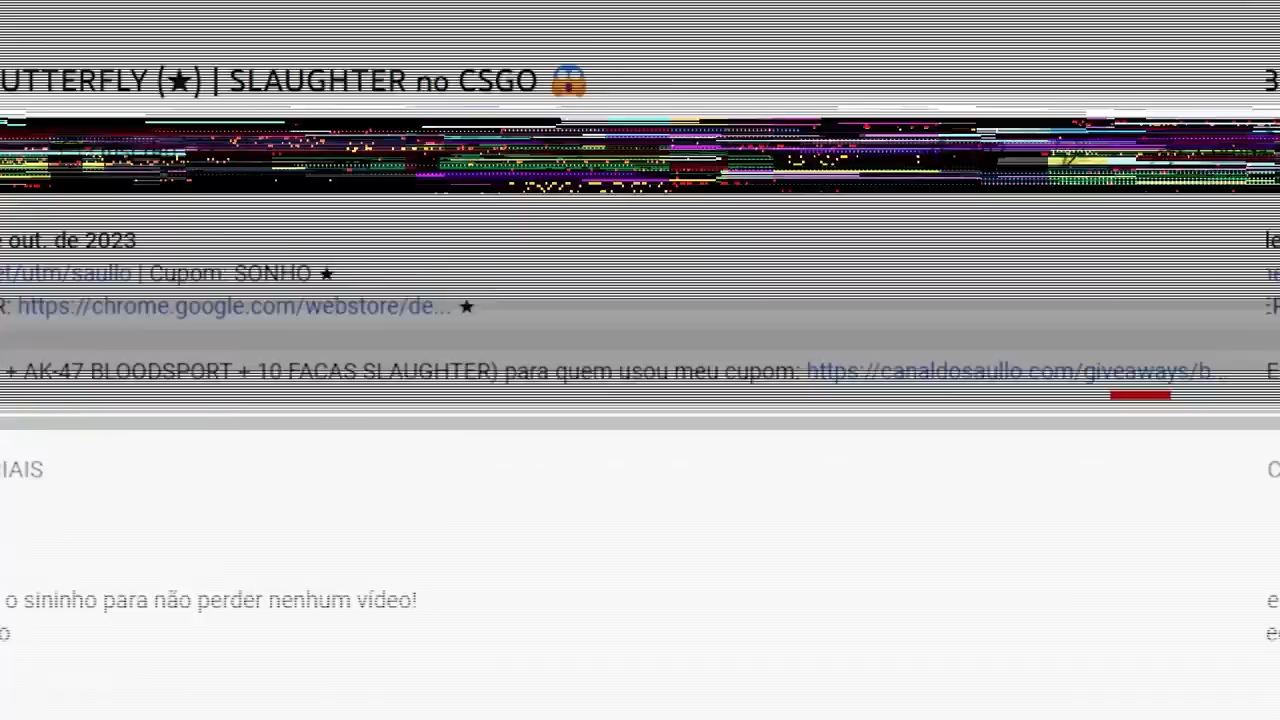 UTTERFLY (★) | SLAUGHTER no CSGO 😱 3
e out. de 2023
et/utm/saullo | Cupom: SONHO ★
R: https://chrome.google.com/webstore/de... ★
+ AK-47 BLOODSPORT + 10 FACAS SLAUGHTER) para quem usou meu cupom: https://canaldosaullo.com/giveaways/b... E
IAIS C
o sininho para não perder nenhum vídeo! e
o e